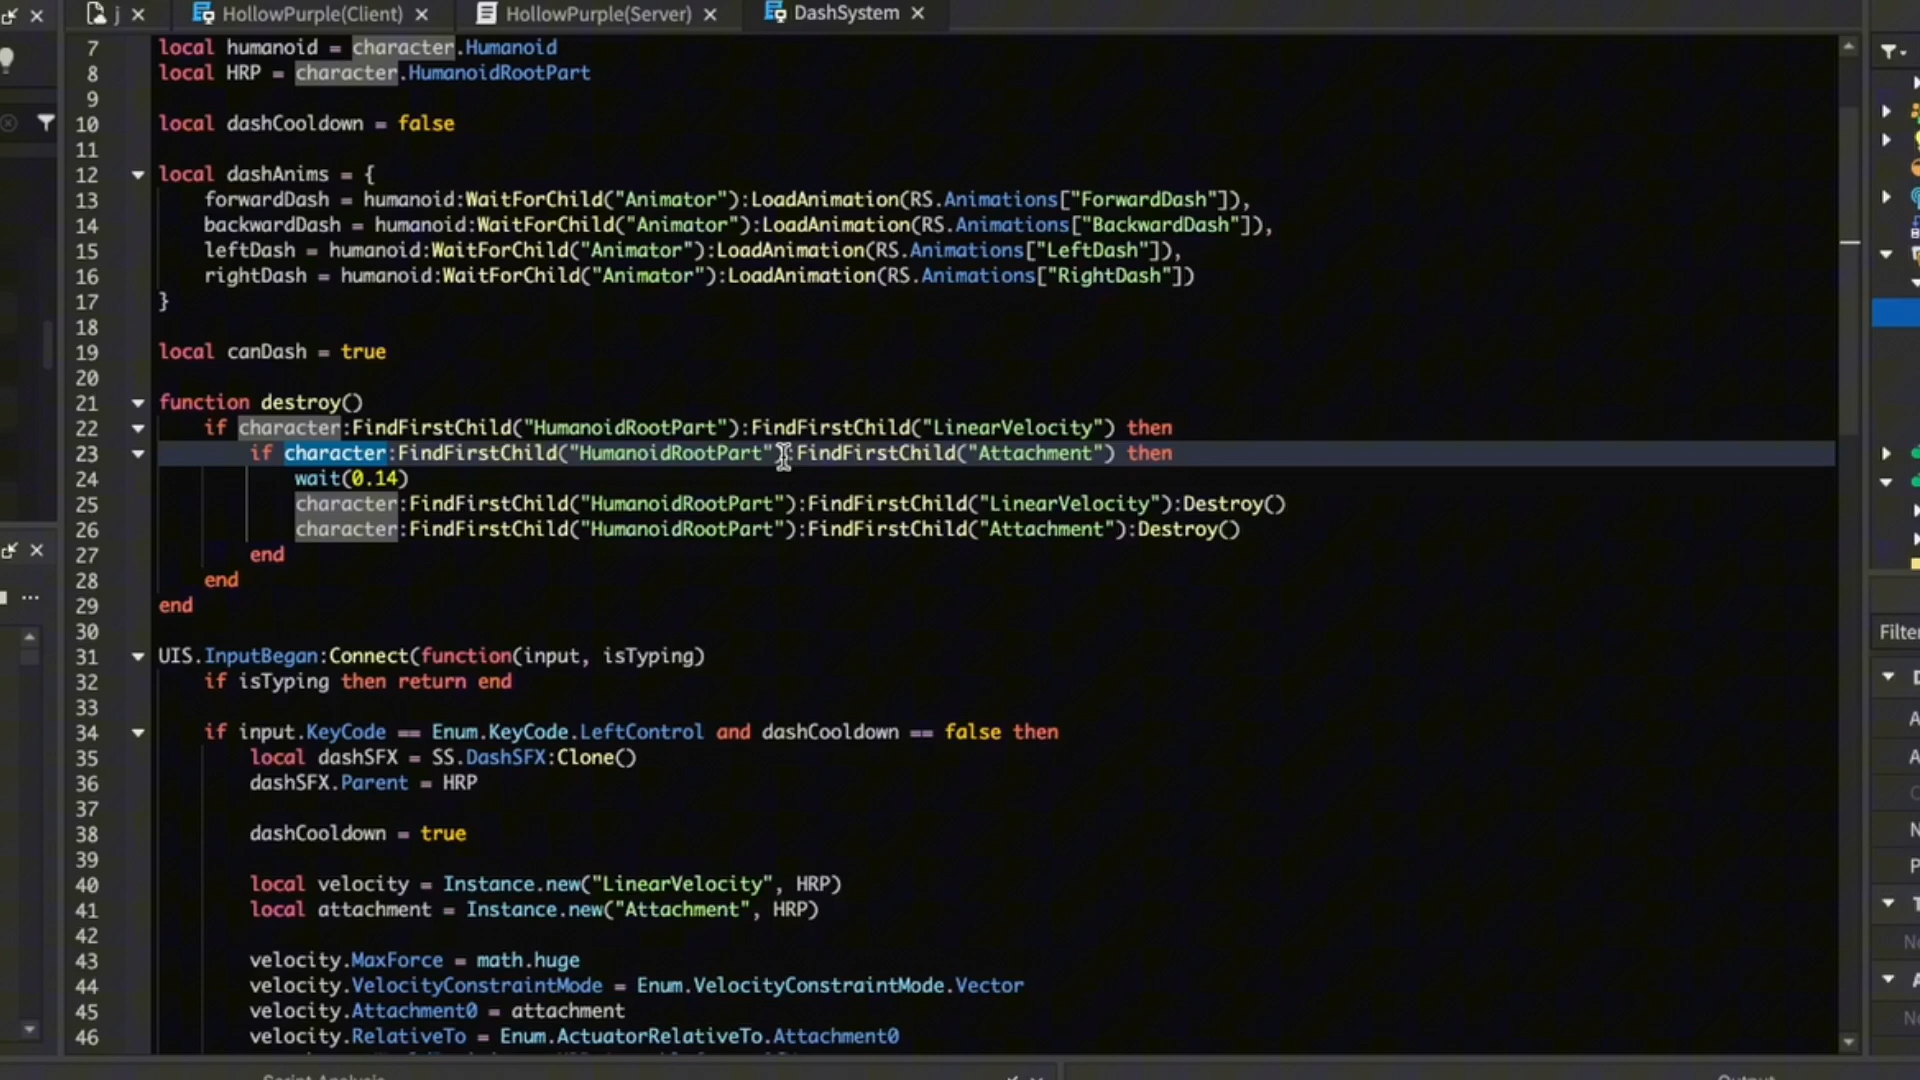 j HollowPurple(Client) HollowPurple(Server) DashSystem
7 local humanoid = character.Humanoid
8 local HRP = character.HumanoidRootPart
9
10 local dashCooldown = false
11
12 local dashAnims = {
13 forwardDash = humanoid:WaitForChild("Animator"):LoadAnimation(RS.Animations["ForwardDash"]),
14 backwardDash = humanoid:WaitForChild("Animator"):LoadAnimation(RS.Animations["BackwardDash"]),
15 leftDash = humanoid:WaitForChild("Animator"):LoadAnimation(RS.Animations["LeftDash"]),
16 rightDash = humanoid:WaitForChild("Animator"):LoadAnimation(RS.Animations["RightDash"])
17 }
18
19 local canDash = true
20
21 function destroy()
22 if character:FindFirstChild("HumanoidRootPart"):FindFirstChild("LinearVelocity") then
23 if character:FindFirstChild("HumanoidRootPart"):FindFirstChild("Attachment") then
24 wait(0.14)
25 character:FindFirstChild("HumanoidRootPart"):FindFirstChild("LinearVelocity"):Destroy()
26 character:FindFirstChild("HumanoidRootPart"):FindFirstChild("Attachment"):Destroy()
27 end
28 end
29 end
30
31 UIS.InputBegan:Connect(function(input, isTyping)
32 if isTyping then return end
33
34 if input.KeyCode == Enum.KeyCode.LeftControl and dashCooldown == false then
35 local dashSFX = SS.DashSFX:Clone()
36 dashSFX.Parent = HRP
37
38 dashCooldown = true
39
40 local velocity = Instance.new("LinearVelocity", HRP)
41 local attachment = Instance.new("Attachment", HRP)
42
43 velocity.MaxForce = math.huge
44 velocity.VelocityConstraintMode = Enum.VelocityConstraintMode.Vector
45 velocity.Attachment0 = attachment
46 velocity.RelativeTo = Enum.ActuatorRelativeTo.Attachment0
Filter